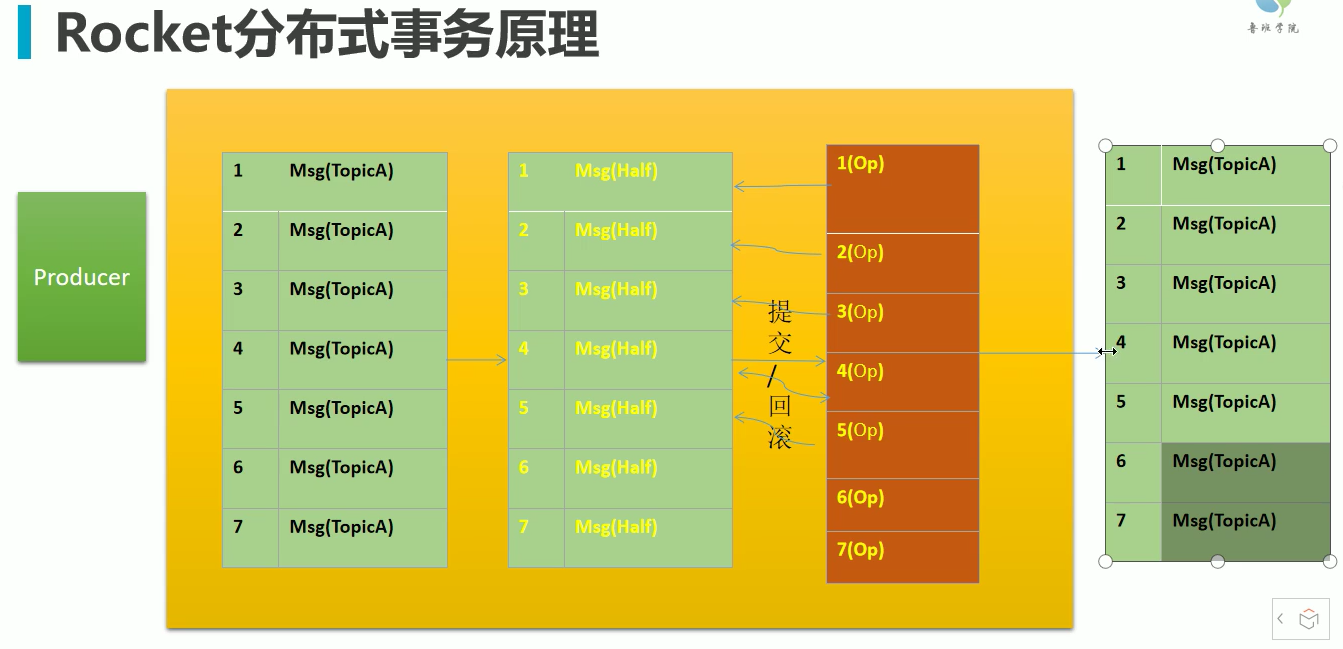 Rocket分布式事务原理
鲁班学院
Producer
1 Msg(TopicA)
2 Msg(TopicA)
3 Msg(TopicA)
4 Msg(TopicA)
5 Msg(TopicA)
6 Msg(TopicA)
7 Msg(TopicA)
1 Msg(Half)
2 Msg(Half)
3 Msg(Half)
4 Msg(Half)
5 Msg(Half)
6 Msg(Half)
7 Msg(Half)
提
交
/
回
滚
1(Op)
2(Op)
3(Op)
4(Op)
5(Op)
6(Op)
7(Op)
1 Msg(TopicA)
2 Msg(TopicA)
3 Msg(TopicA)
4 Msg(TopicA)
5 Msg(TopicA)
6 Msg(TopicA)
7 Msg(TopicA)